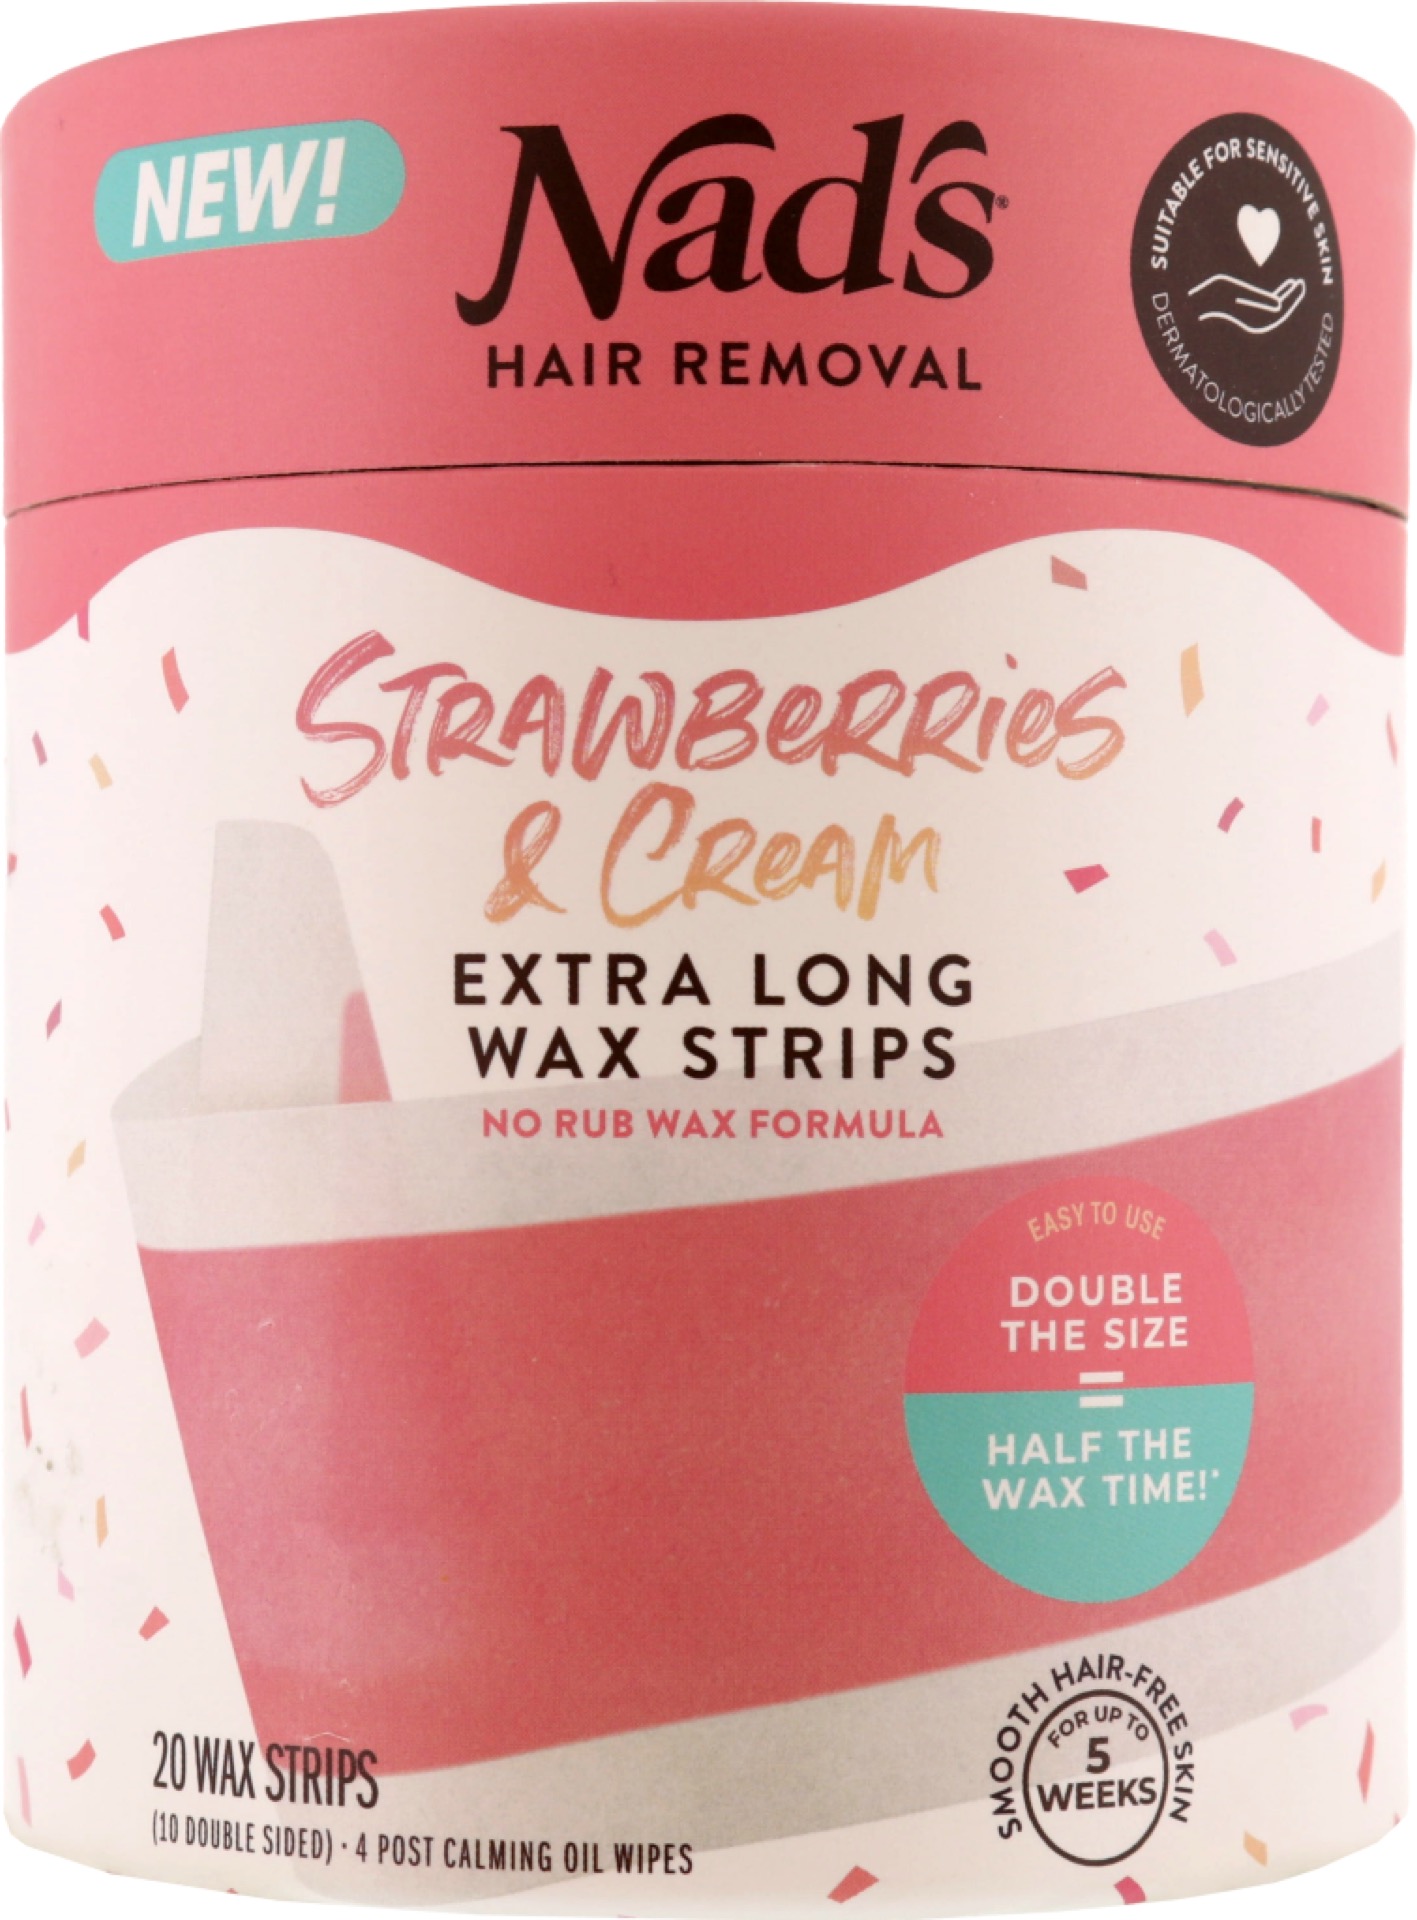 NEW!
Nad's®
HAIR REMOVAL
SUITABLE FOR SENSITIVE SKIN
DERMATOLOGICALLY TESTED
STRAWBERRIES
& CREAM
EXTRA LONG
WAX STRIPS
NO RUB WAX FORMULA
EASY TO USE
DOUBLE
THE SIZE
=
HALF THE
WAX TIME!*
SMOOTH HAIR-FREE SKIN
FOR UP TO
5
WEEKS
20 WAX STRIPS
(10 DOUBLE SIDED) · 4 POST CALMING OIL WIPES